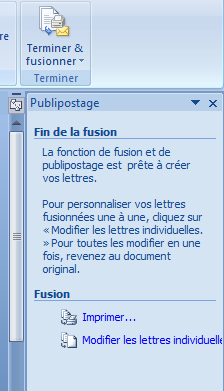 re
Terminer &
fusionner
Terminer
Publipostage
Fin de la fusion
La fonction de fusion et de
publipostage est prête à créer
vos lettres.
Pour personnaliser vos lettres
fusionnées une à une, cliquez sur
« Modifier les lettres individuelles.
» Pour toutes les modifier en une
fois, revenez au document
original.
Fusion
Imprimer...
Modifier les lettres individuelle